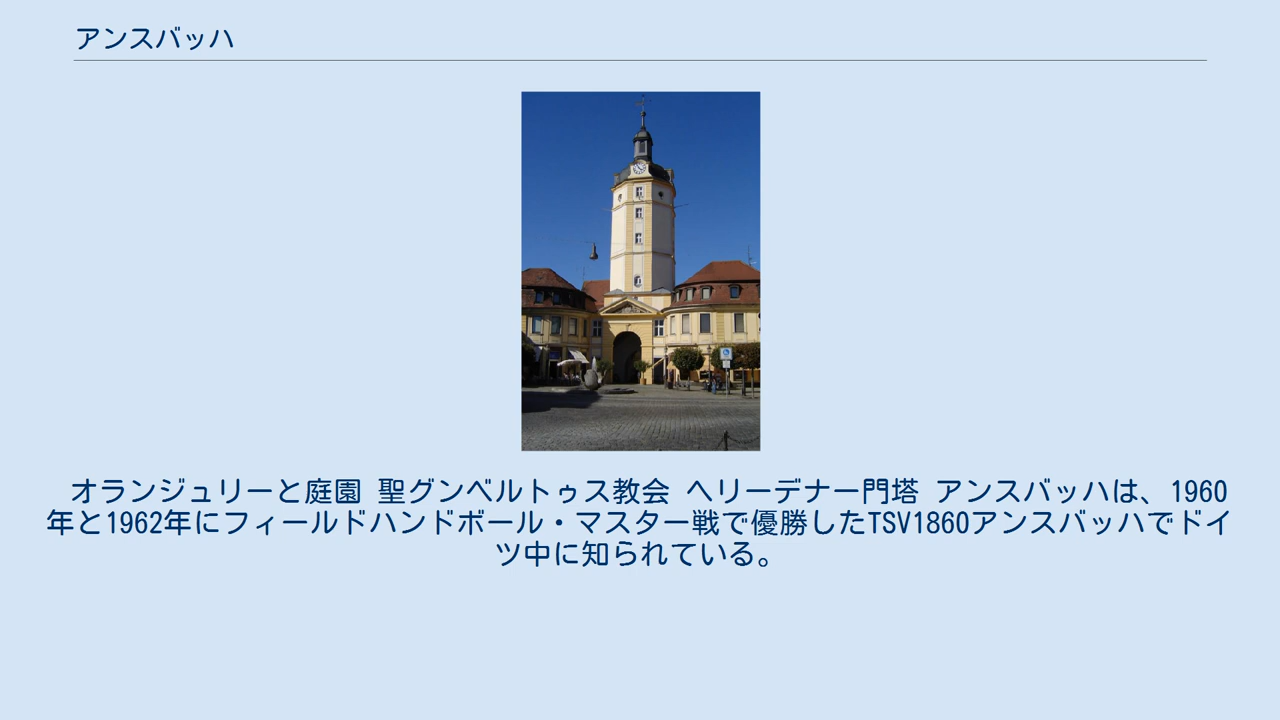 アンスバッハ
オランジュリーと庭園 聖グンベルトゥス教会 ヘリーデナー門塔 アンスバッハは、1960
年と1962年にフィールドハンドボール・マスター戦で優勝したTSV1860アンスバッハでドイ
ツ中に知られている。